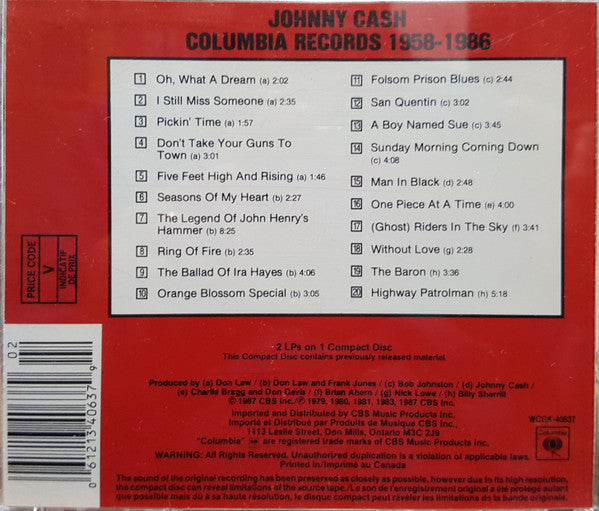 JOHNNY CASH
COLUMBIA RECORDS 1958-1986
1 Oh, What A Dream (a) 2:02
2 I Still Miss Someone (a) 2:35
3 Pickin' Time (a) 1:57
4 Don't Take Your Guns To
Town (a) 3:01
5 Five Feet High And Rising (a) 1:46
6 Seasons Of My Heart (b) 2:27
7 The Legend Of John Henry's
Hammer (b) 8:25
8 Ring Of Fire (b) 2:35
9 The Ballad Of Ira Hayes (b) 4:06
10 Orange Blossom Special (b) 3:05
11 Folsom Prison Blues (c) 2:44
12 San Quentin (c) 3:02
13 A Boy Named Sue (c) 3:45
14 Sunday Morning Coming Down
(c) 4:08
15 Man In Black (d) 2:48
16 One Piece At A Time (e) 4:00
17 (Ghost) Riders In The Sky (f) 3:41
18 Without Love (g) 2:28
19 The Baron (h) 3:36
20 Highway Patrolman (h) 5:18
PRICE CODE
V
INDICATIF
DE PRIX
02
0 61213 40637 9
2 LPs on 1 Compact Disc
This Compact Disc contains previously released material.
Produced by (a) Don Law / (b) Don Law and Frank Jones / (c) Bob Johnston / (d) Johnny Cash /
(e) Charlie Bragg and Don Davis / (f) Brian Ahern / (g) Nick Lowe / (h) Billy Sherrill
© 1987 CBS Inc./ ℗ 1979, 1980, 1981, 1983, 1987 CBS Inc.
Imported and Distributed by CBS Music Products Inc.
Importé et Distribué par Produits de Musique CBS Inc.,
1113 Leslie Street, Don Mills, Ontario M3C 2J9
"Columbia" are registered trade marks of CBS Music Products Inc.
WCGK-40637
Columbia
WARNING: All Rights Reserved. Unauthorized duplication is a violation of applicable laws.
Printed in/Imprimé au Canada
The sound of the original recording has been preserved as closely as possible, however due to its high resolution,
the compact disc can reveal limitations of the source tape./Le son de l'enregistrement original a été protégé autant
que possible mais dû à sa haute résolution, le disque compact peut révéler les limitations de la bande originale.